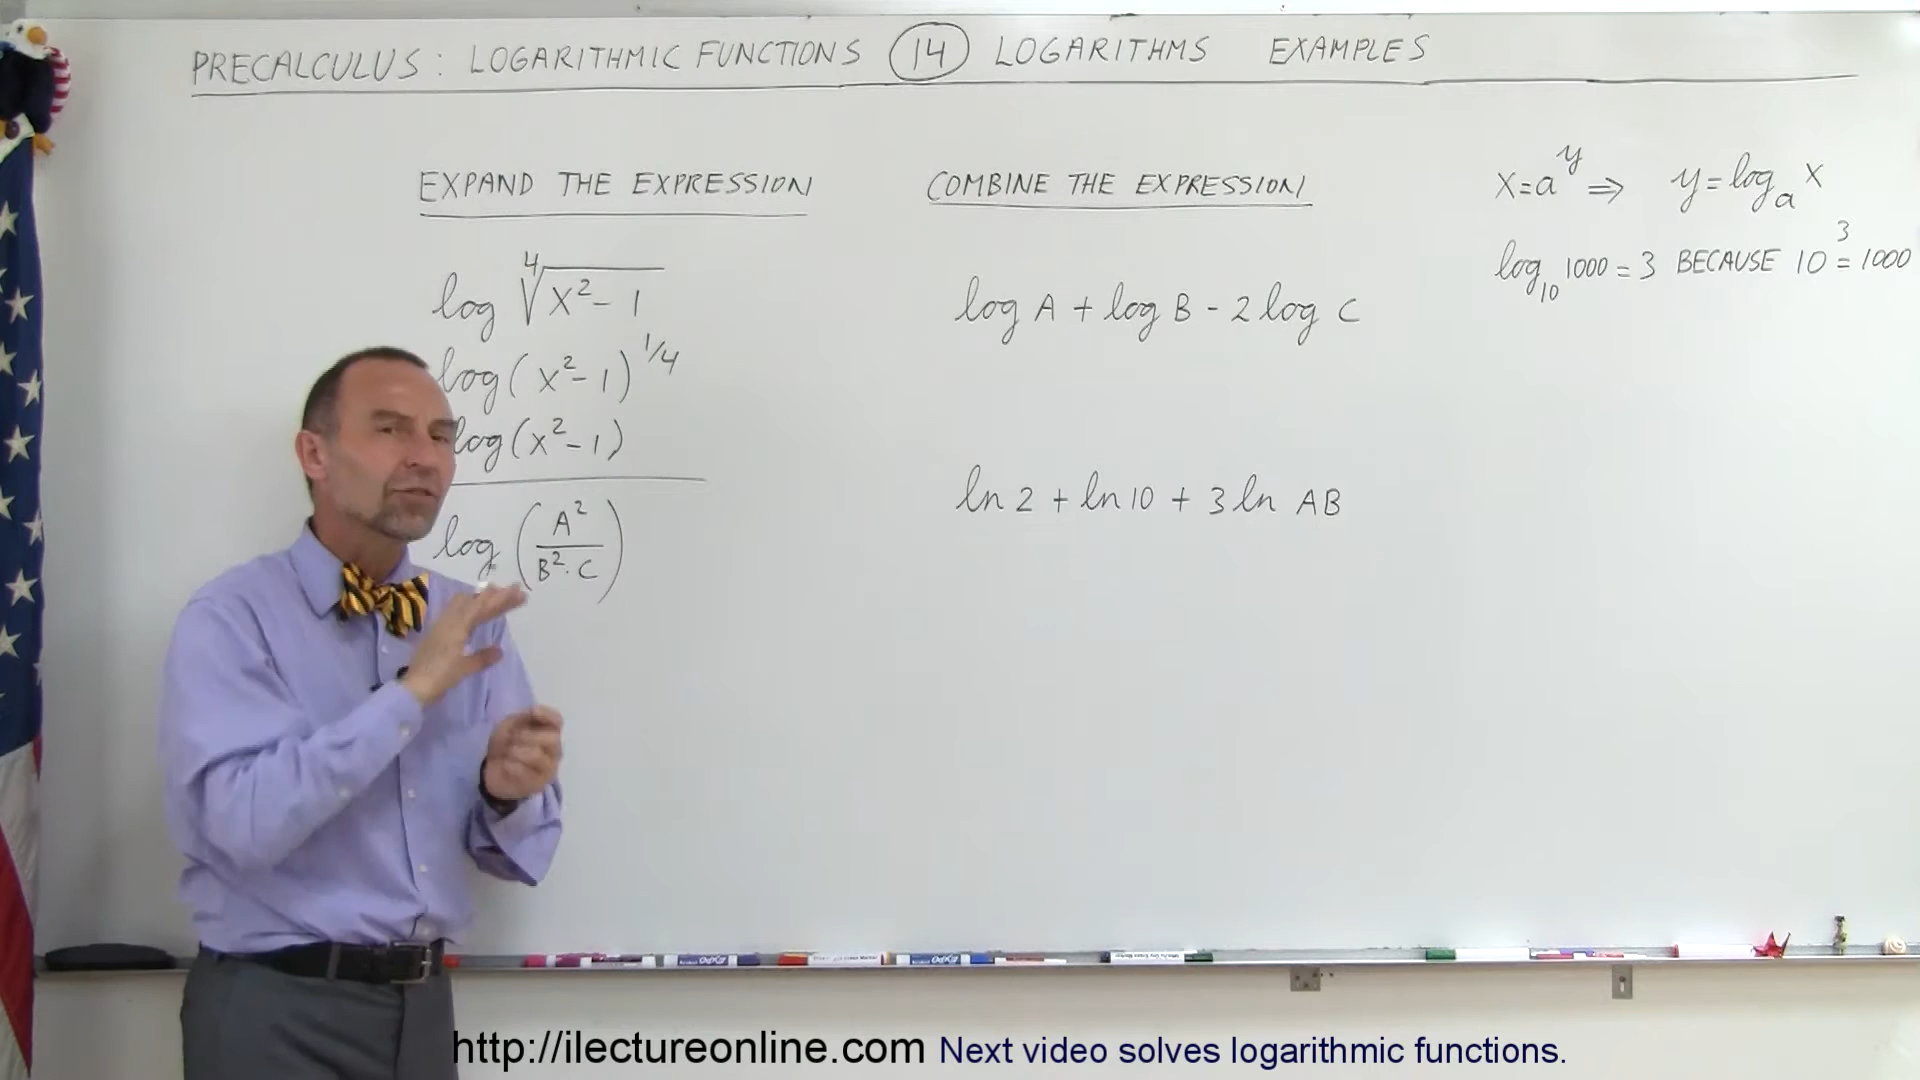 PRECALCULUS: LOGARITHMIC FUNCTIONS 14 LOGARITHMS EXAMPLES
EXPAND THE EXPRESSION
log ∜(x²-1)
log(x²-1)^1/4
log(x²-1)
log (A²/(B²·C))
COMBINE THE EXPRESSION
log A + log B - 2 log C
ln 2 + ln 10 + 3 ln AB
x=a^y ⇒ y=log_a x
log_10 1000 = 3 BECAUSE 10^3 = 1000
http://ilectureonline.com Next video solves logarithmic functions.